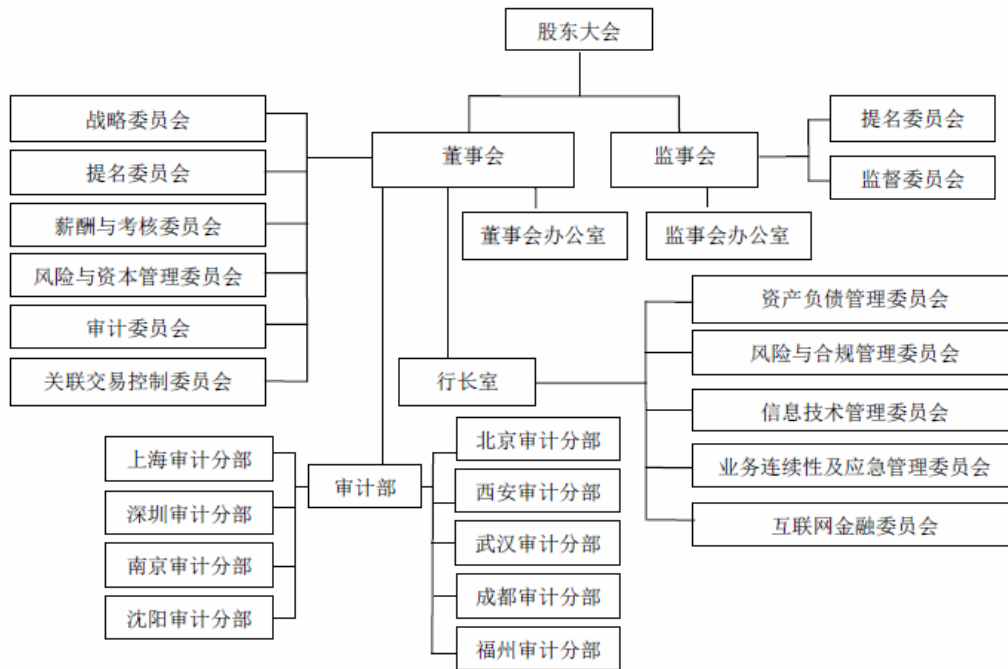 股东大会
战略委员会
提名委员会
薪酬与考核委员会
风险与资本管理委员会
审计委员会
关联交易控制委员会
董事会
监事会
提名委员会
监督委员会
董事会办公室
监事会办公室
行长室
资产负债管理委员会
风险与合规管理委员会
信息技术管理委员会
业务连续性及应急管理委员会
互联网金融委员会
上海审计分部
深圳审计分部
南京审计分部
沈阳审计分部
审计部
北京审计分部
西安审计分部
武汉审计分部
成都审计分部
福州审计分部